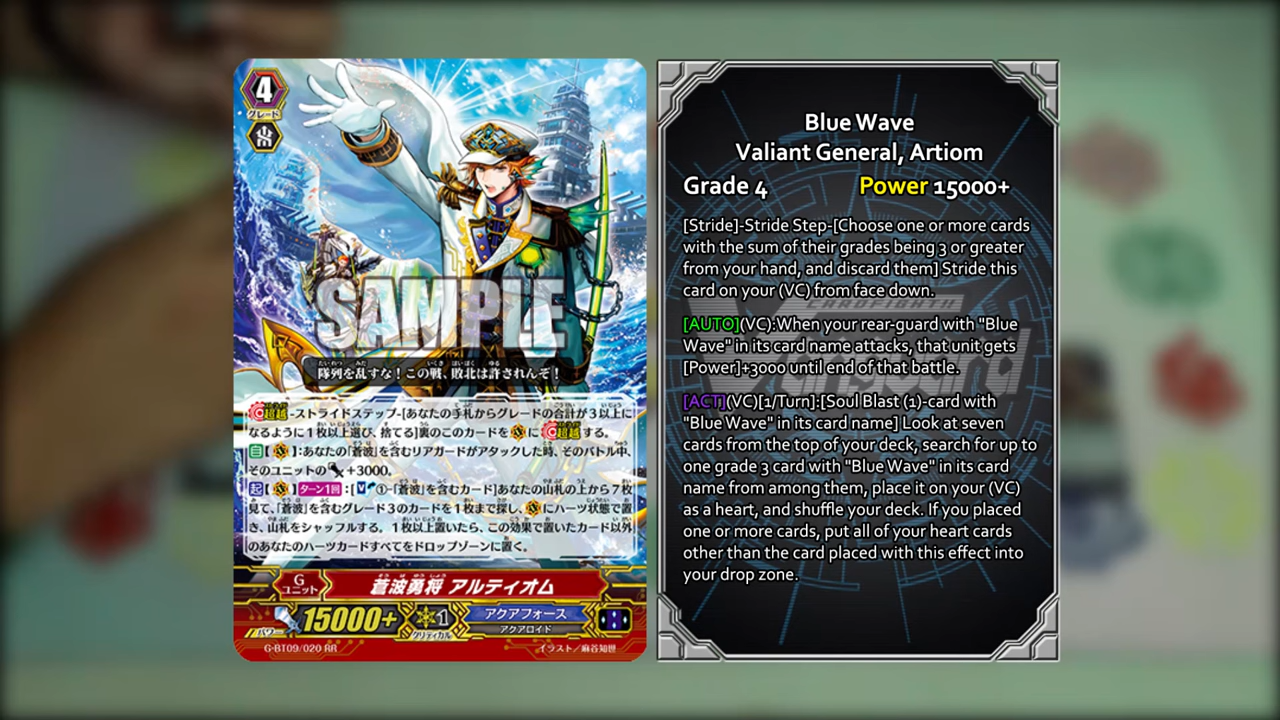 4
グレード
SAMPLE
隊列を乱すな！この戦、敗北は許されんぞ！
超越-ストライドステップ-[あなたの手札からグレードの合計が３以上に
なるように１枚以上選び、捨てる]裏のこのカードを に 超越する。
【 】:あなたの「蒼波」を含むリアガードがアタックした時、そのバトル中、
そのユニットの +3000。
起【 】ターン1回:[ ①-「蒼波」を含むカード]あなたの山札の上から７枚
見て、「蒼波」を含むグレード３のカードを１枚まで探し、 にハーツ状態で置
き、山札をシャッフルする。１枚以上置いたら、この効果で置いたカード以外
のあなたのハーツカードすべてをドロップゾーンに置く。
G
ユニット
蒼波勇将 アルティオム
パワー
15000+
1
クリティカル
アクアフォース
アクアロイド
G-BT09/020 RR
イラスト／麻谷知世
Blue Wave
Valiant General, Artiom
Grade 4 Power 15000+
[Stride]-Stride Step-[Choose one or more cards
with the sum of their grades being 3 or greater
from your hand, and discard them] Stride this
card on your (VC) from face down.
[AUTO](VC):When your rear-guard with "Blue
Wave" in its card name attacks, that unit gets
[Power]+3000 until end of that battle.
[ACT](VC)[1/Turn]:[Soul Blast (1)-card with
"Blue Wave" in its card name] Look at seven
cards from the top of your deck, search for up to
one grade 3 card with "Blue Wave" in its card
name from among them, place it on your (VC)
as a heart, and shuffle your deck. If you placed
one or more cards, put all of your heart cards
other than the card placed with this effect into
your drop zone.